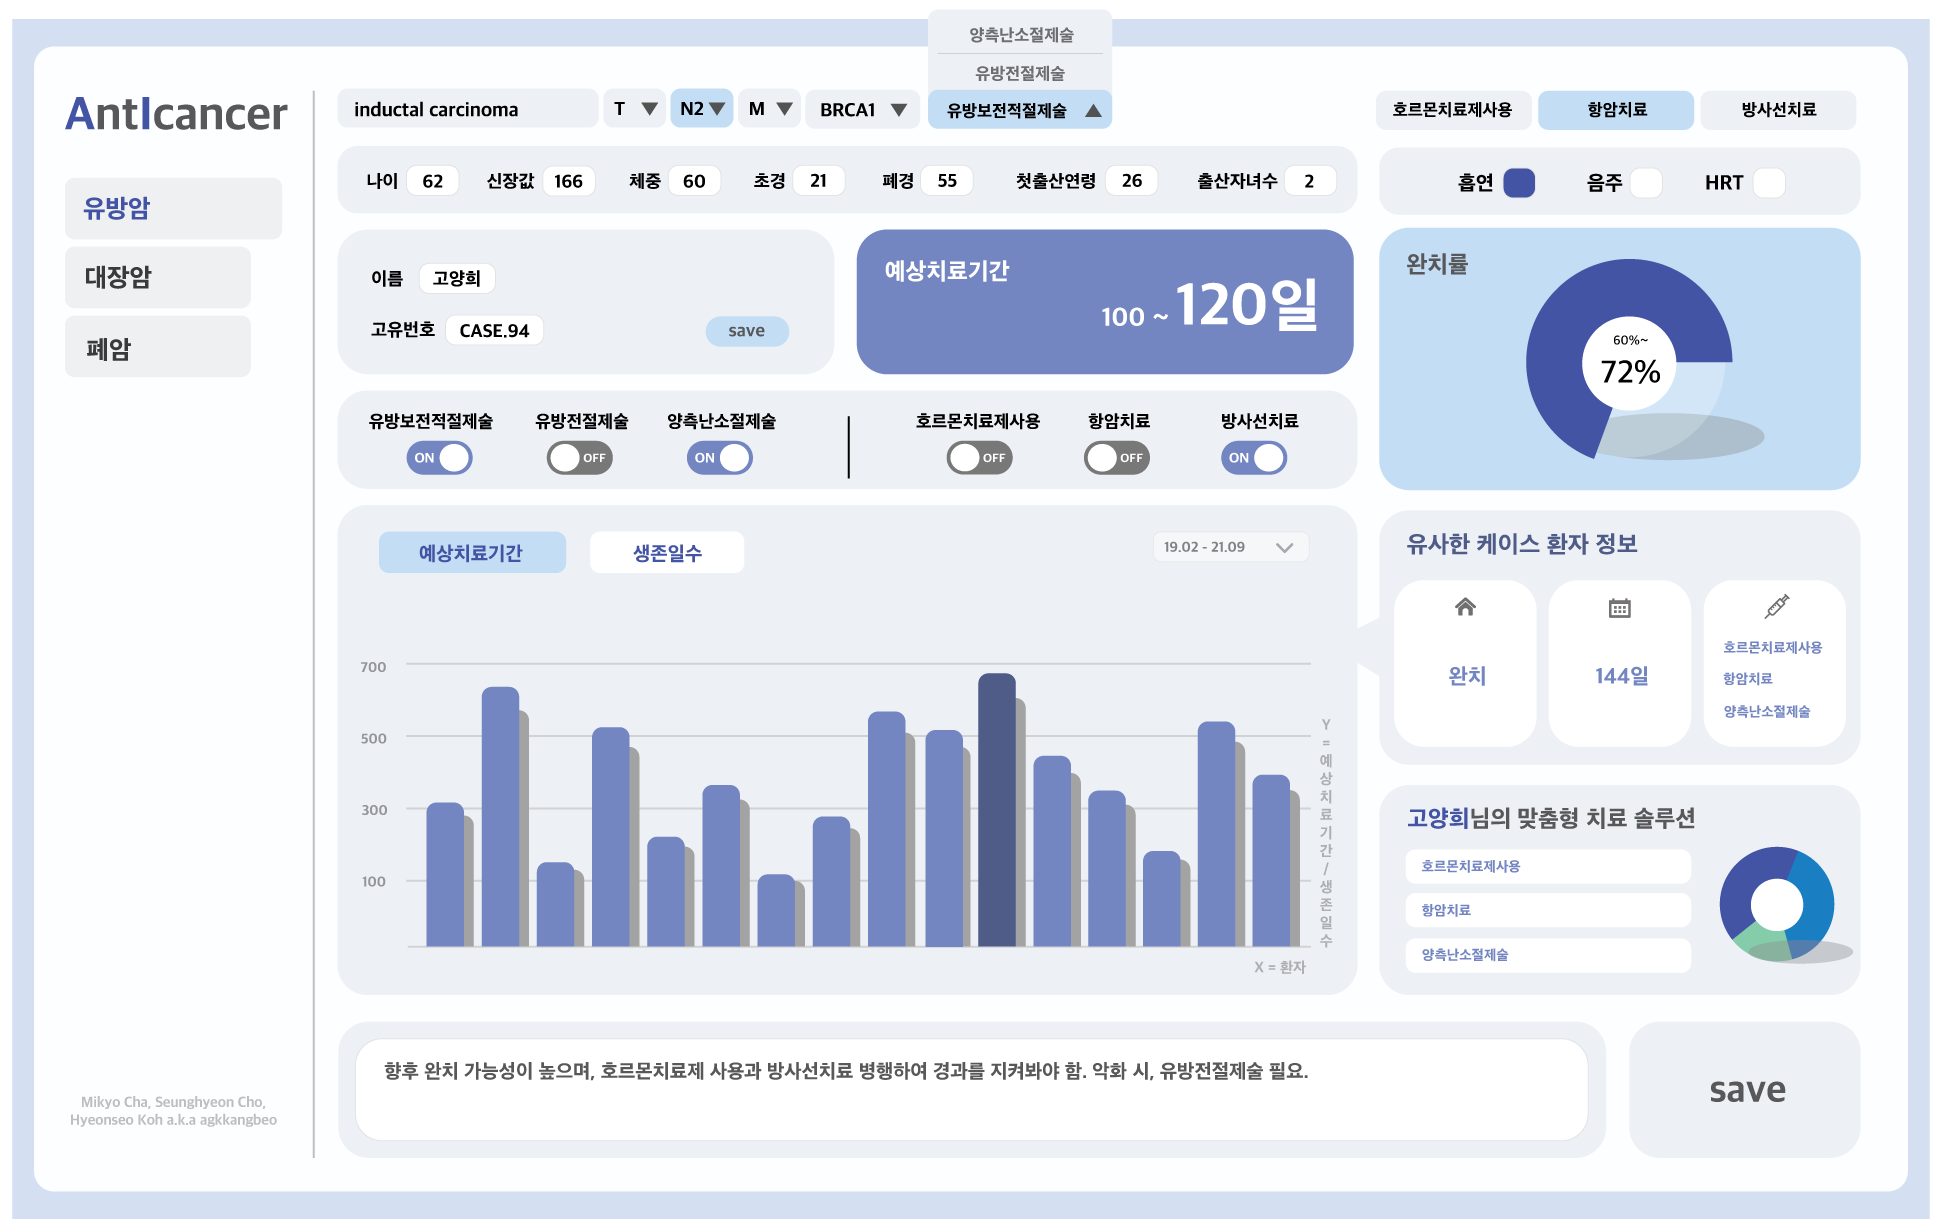 양측난소절제술
유방전절제술
AntIcancer
inductal carcinoma
T
N2
M
BRCA1
유방보전적절제술
호르몬치료제사용
항암치료
방사선치료
유방암
대장암
폐암
나이 62
신장값 166
체중 60
초경 21
폐경 55
첫출산연령 26
출산자녀수 2
흡연
음주
HRT
이름 고양희
고유번호 CASE.94
save
예상치료기간
100 ~ 120일
완치률
60%~
72%
유방보전적절제술
ON
유방전절제술
OFF
양측난소절제술
ON
호르몬치료제사용
OFF
항암치료
OFF
방사선치료
ON
예상치료기간
생존일수
19.02 - 21.09
700
500
300
100
Y = 예상치료기간/생존일수
X = 환자
유사한 케이스 환자 정보
완치
144일
호르몬치료제사용
항암치료
양측난소절제술
고양희님의 맞춤형 치료 솔루션
호르몬치료제사용
항암치료
양측난소절제술
향후 완치 가능성이 높으며, 호르몬치료제 사용과 방사선치료 병행하여 경과를 지켜봐야 함. 악화 시, 유방전절제술 필요.
save
Mikyo Cha, Seunghyeon Cho,
Hyeonseo Koh a.k.a agkkangbeo